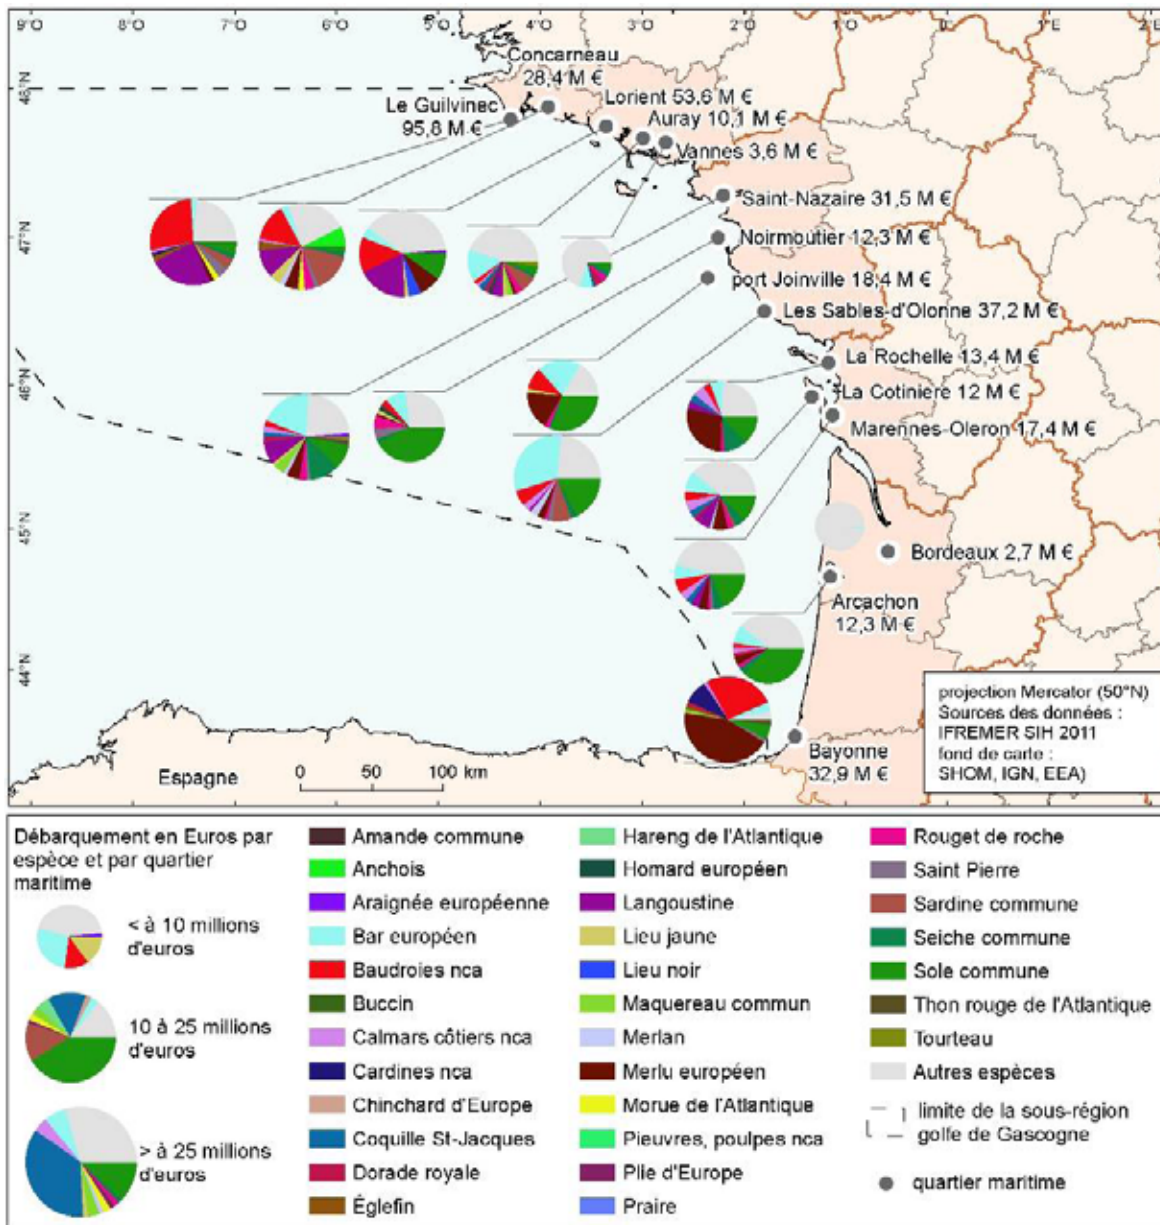 9°O 8°O 7°O 6°O 5°O 4°O 3°O 2°O 1°O 0° 1°E 2°E
48°N
47°N
46°N
45°N
44°N
Concarneau
28,4 M €
Le Guilvinec
95,8 M €
Lorient 53,6 M €
Auray 10,1 M €
Vannes 3,6 M €
Saint-Nazaire 31,5 M €
Noirmoutier 12,3 M €
port Joinville 18,4 M €
Les Sables-d'Olonne 37,2 M €
La Rochelle 13,4 M €
La Cotinière 12 M €
Marennes-Oleron 17,4 M €
Bordeaux 2,7 M €
Arcachon
12,3 M €
Bayonne
32,9 M €
Espagne
0 50 100 km
projection Mercator (50°N)
Sources des données :
IFREMER SIH 2011
fond de carte :
SHOM, IGN, EEA)
Débarquement en Euros par
espèce et par quartier
maritime
< à 10 millions
d'euros
10 à 25 millions
d'euros
> à 25 millions
d'euros
Amande commune
Anchois
Araignée européenne
Bar européen
Baudroies nca
Buccin
Calmars côtiers nca
Cardines nca
Chinchard d'Europe
Coquille St-Jacques
Dorade royale
Églefin
Hareng de l'Atlantique
Homard européen
Langoustine
Lieu jaune
Lieu noir
Maquereau commun
Merlan
Merlu européen
Morue de l'Atlantique
Pieuvres, poulpes nca
Plie d'Europe
Praire
Rouget de roche
Saint Pierre
Sardine commune
Seiche commune
Sole commune
Thon rouge de l'Atlantique
Tourteau
Autres espèces
limite de la sous-région
golfe de Gascogne
quartier maritime